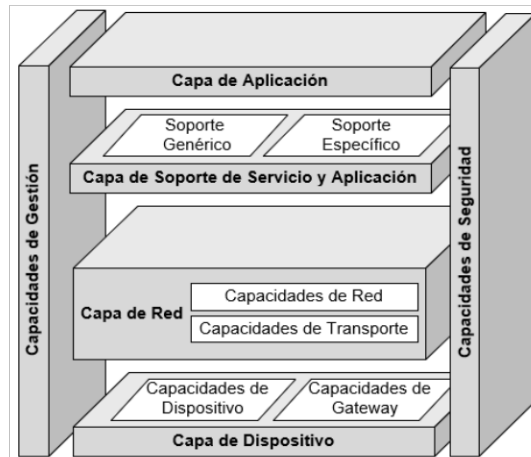 Capacidades de Gestión
Capa de Aplicación
Soporte
Genérico
Soporte
Específico
Capa de Soporte de Servicio y Aplicación
Capa de Red
Capacidades de Red
Capacidades de Transporte
Capacidades de
Dispositivo
Capacidades de
Gateway
Capa de Dispositivo
Capacidades de Seguridad